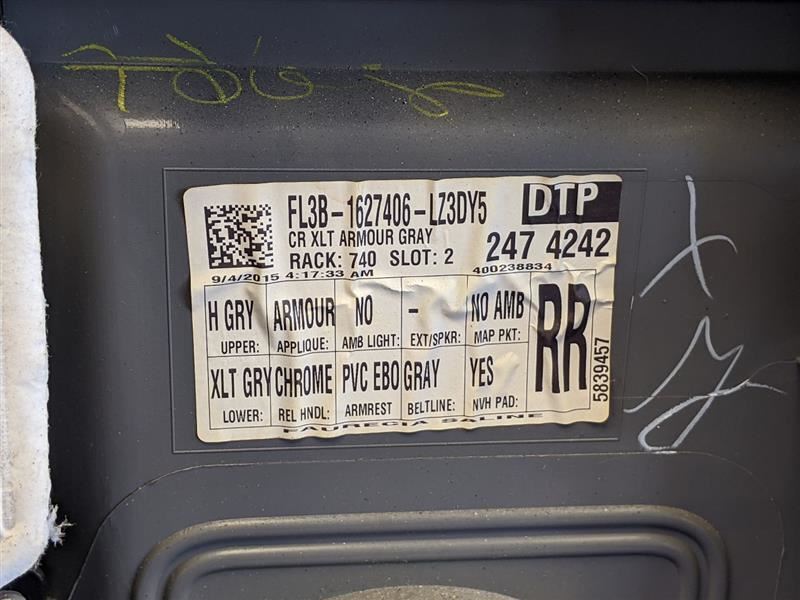 FL3B-1627406-LZ3DY5
DTP
CR XLT ARMOUR GRAY
247 4242
RACK: 740 SLOT: 2
9/4/2015 4:17:33 AM
400238834
H GRY ARMOUR NO - NO AMB
UPPER: APPLIQUE: AMB LIGHT: EXT/SPKR: MAP PKT:
RR
5839457
XLT GRY CHROME PVC EBO GRAY YES
LOWER: REL HNDL: ARMREST BELTLINE: NVH PAD:
FAURECIA SALINE